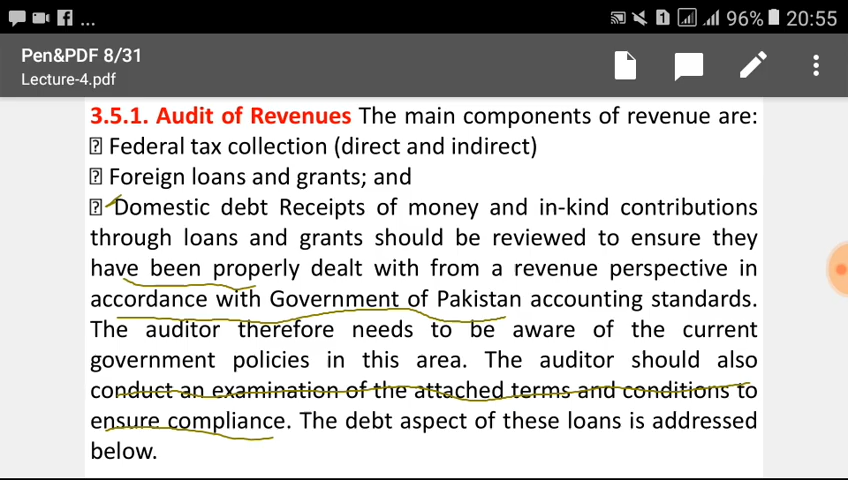 ... 1 96% 20:55
Pen&PDF 8/31
Lecture-4.pdf
3.5.1. Audit of Revenues The main components of revenue are:
⍰ Federal tax collection (direct and indirect)
⍰ Foreign loans and grants; and
⍰ Domestic debt Receipts of money and in-kind contributions
through loans and grants should be reviewed to ensure they
have been properly dealt with from a revenue perspective in
accordance with Government of Pakistan accounting standards.
The auditor therefore needs to be aware of the current
government policies in this area. The auditor should also
conduct an examination of the attached terms and conditions to
ensure compliance. The debt aspect of these loans is addressed
below.